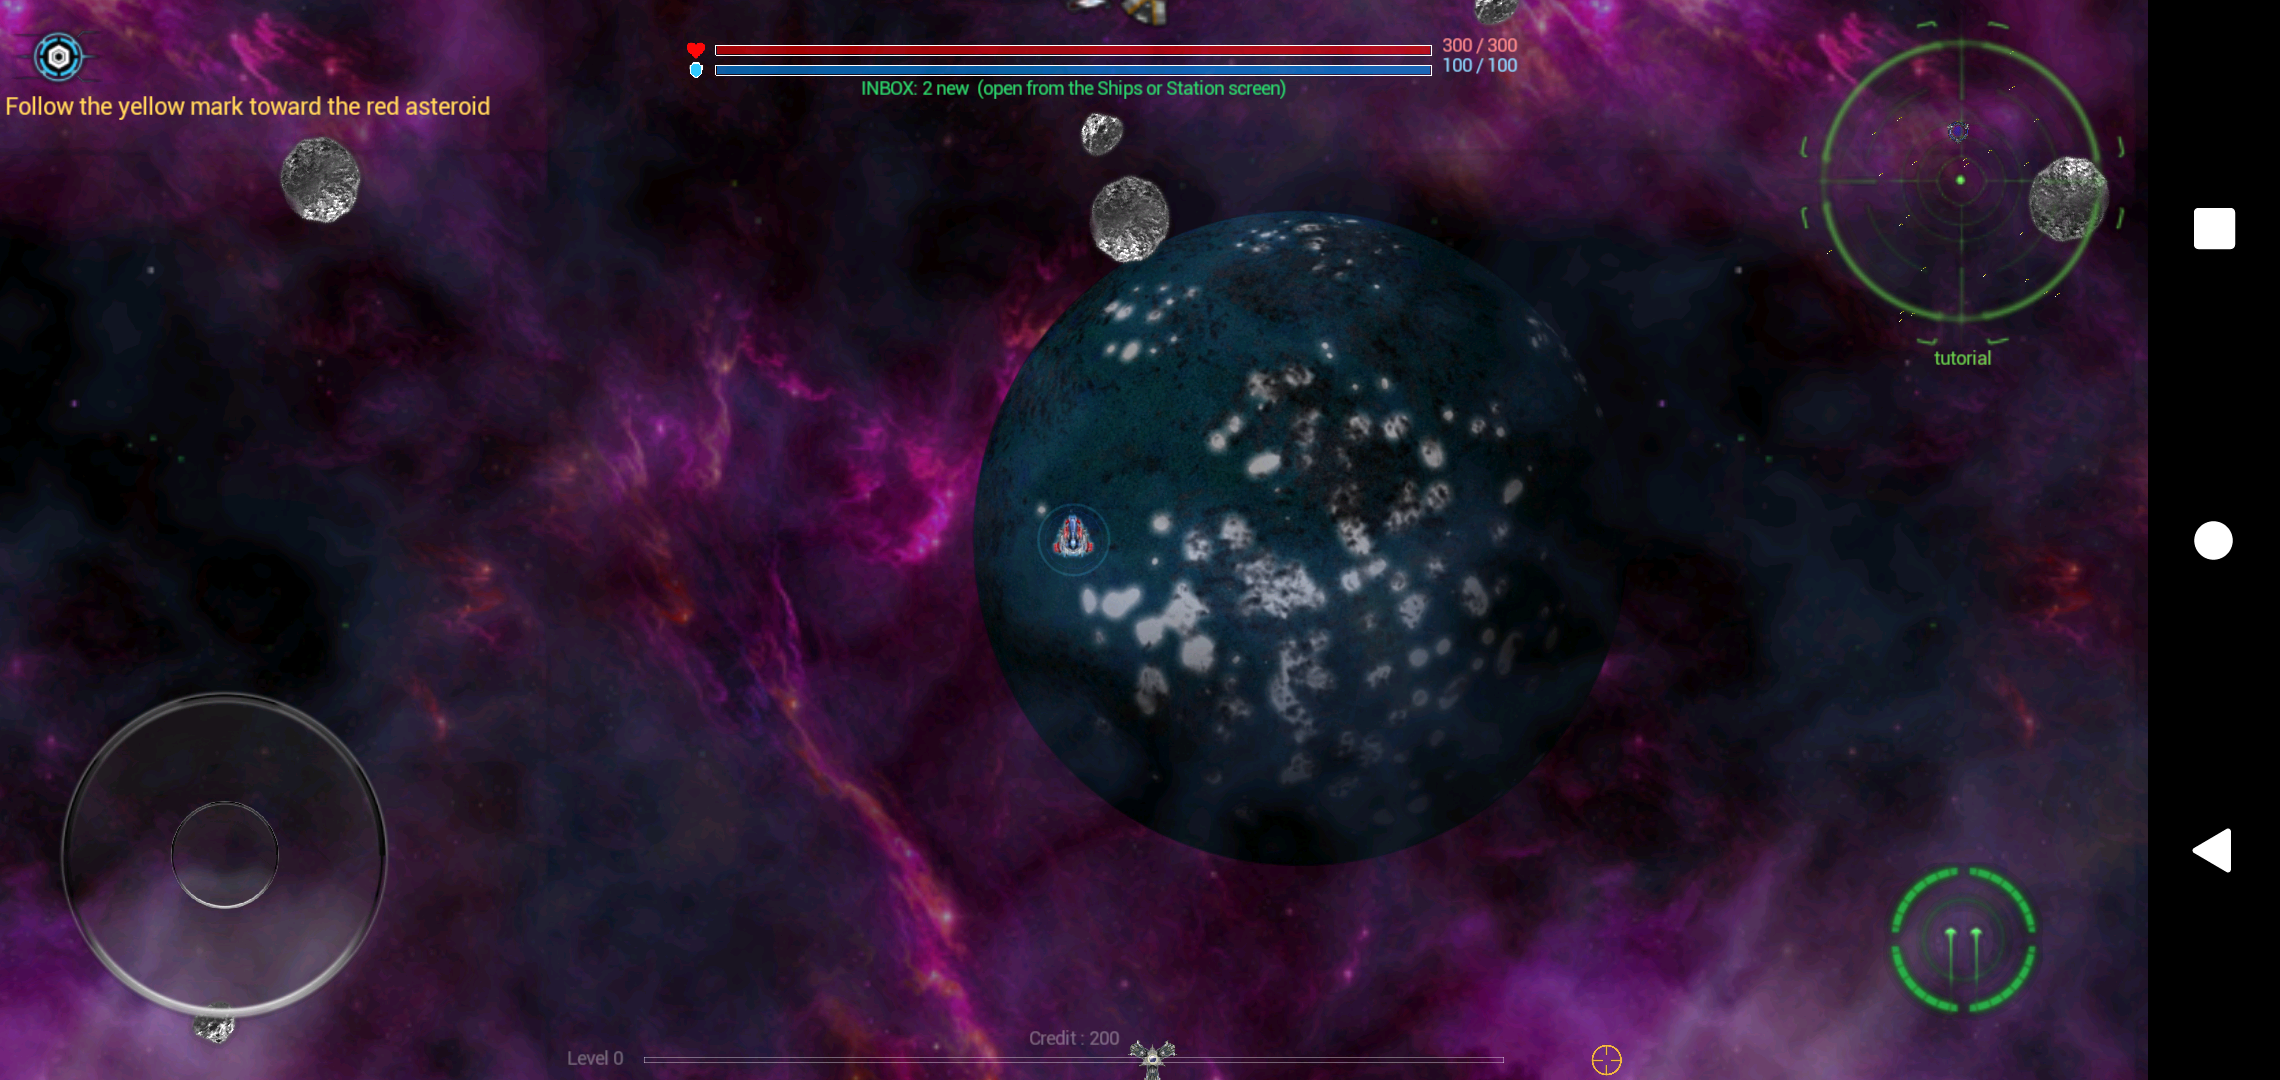 300 / 300
100 / 100
INBOX: 2 new  (open from the Ships or Station screen)
Follow the yellow mark toward the red asteroid
tutorial
Credit : 200
Level 0